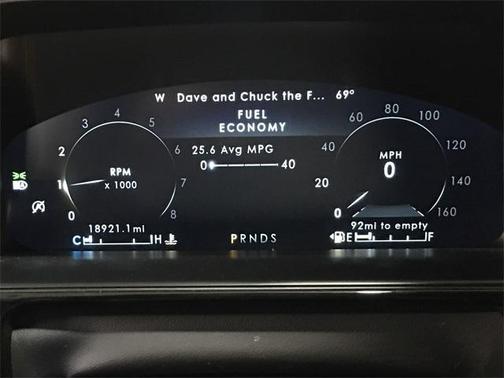 W Dave and Chuck the F... 69°
FUEL
ECONOMY
25.6 Avg MPG
0 40
0 1 2 3 4 5 6 7 8
RPM
x 1000
0 20 40 60 80 100 120 140 160
MPH
0
18921.1 mi
C H
PRNDS
92mi to empty
E F